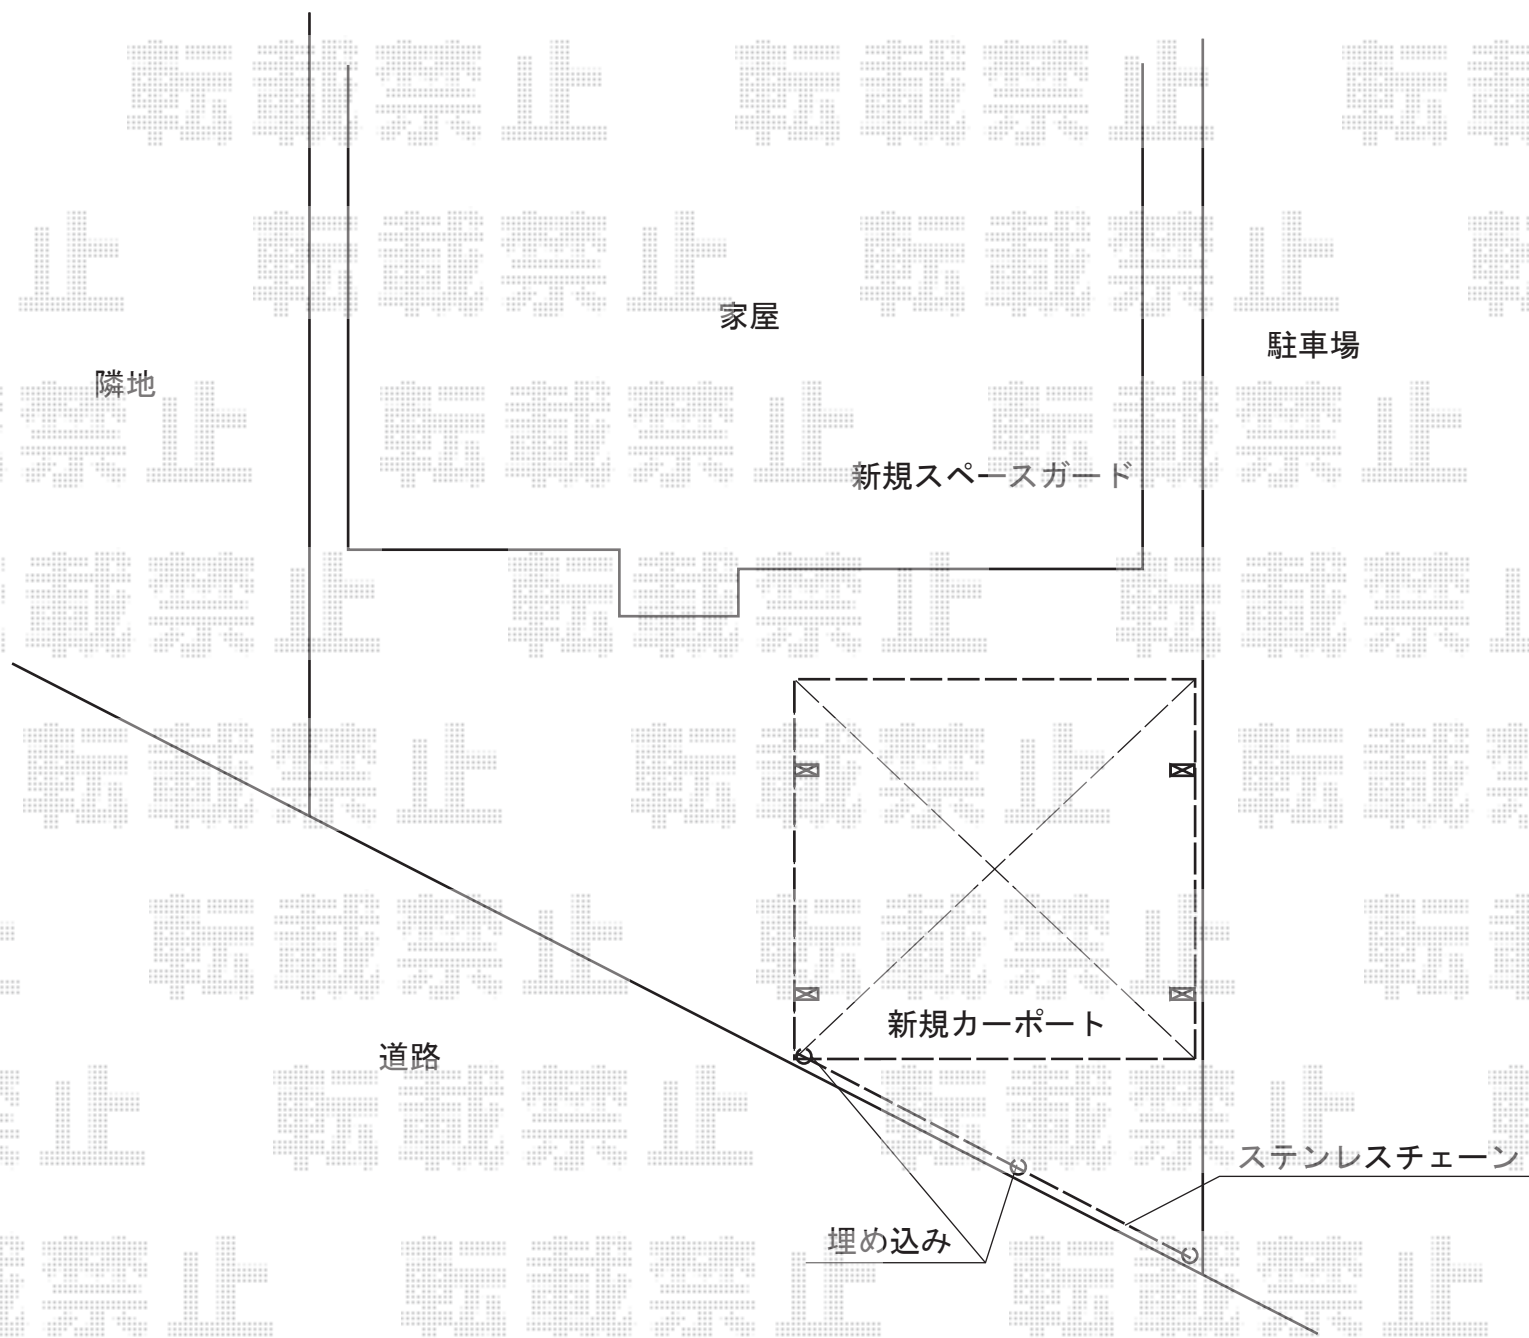 家屋
駐車場
隣地
新規スペースガード
新規カーポート
道路
ステンレスチェーン
埋め込み
転載禁止